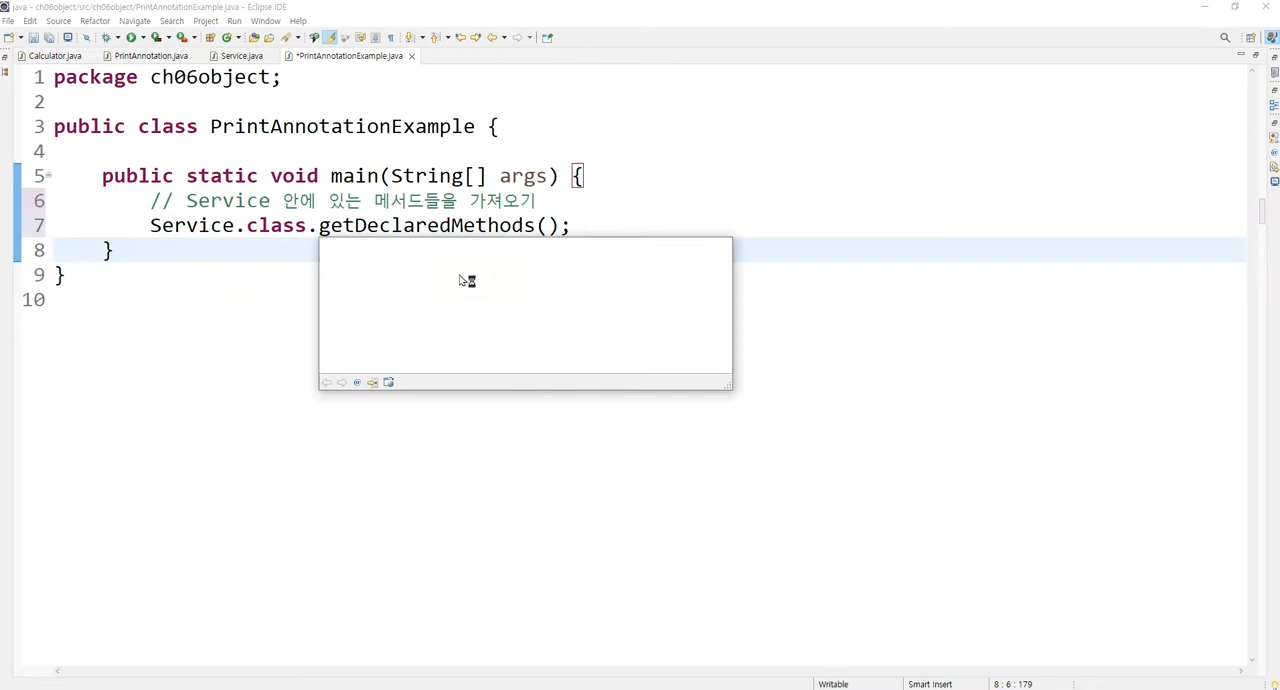 java - ch06object/src/ch06object/PrintAnnotationExample.java - Eclipse IDE
File Edit Source Refactor Navigate Search Project Run Window Help
Calculator.java PrintAnnotation.java Service.java *PrintAnnotationExample.java
1 package ch06object;
2
3 public class PrintAnnotationExample {
4
5 public static void main(String[] args) {
6 // Service 안에 있는 메서드들을 가져오기
7 Service.class.getDeclaredMethods();
8 }
9 }
10
Writable Smart Insert 8 : 6 : 179